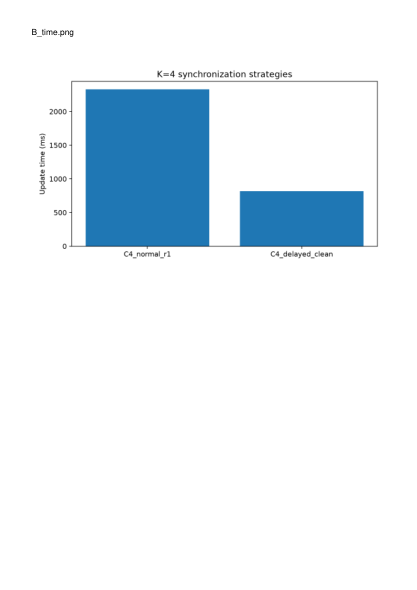 B_time.png
K=4 synchronization strategies
Update time (ms)
2000
1500
1000
500
0
C4_normal_r1
C4_delayed_clean